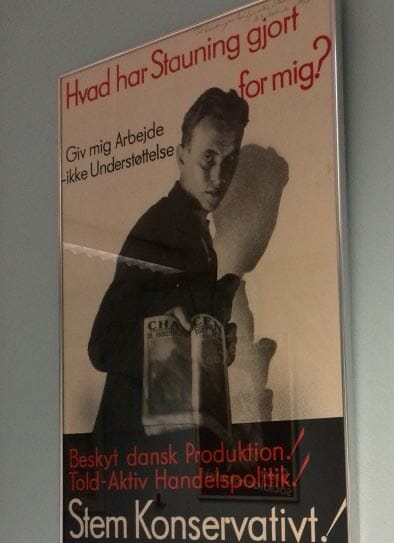 Hvad har Stauning gjort
for mig?
Giv mig Arbejde
-ikke Understøttelse
Beskyt dansk Produktion!
Told-Aktiv Handelspolitik!
Stem Konservativt!